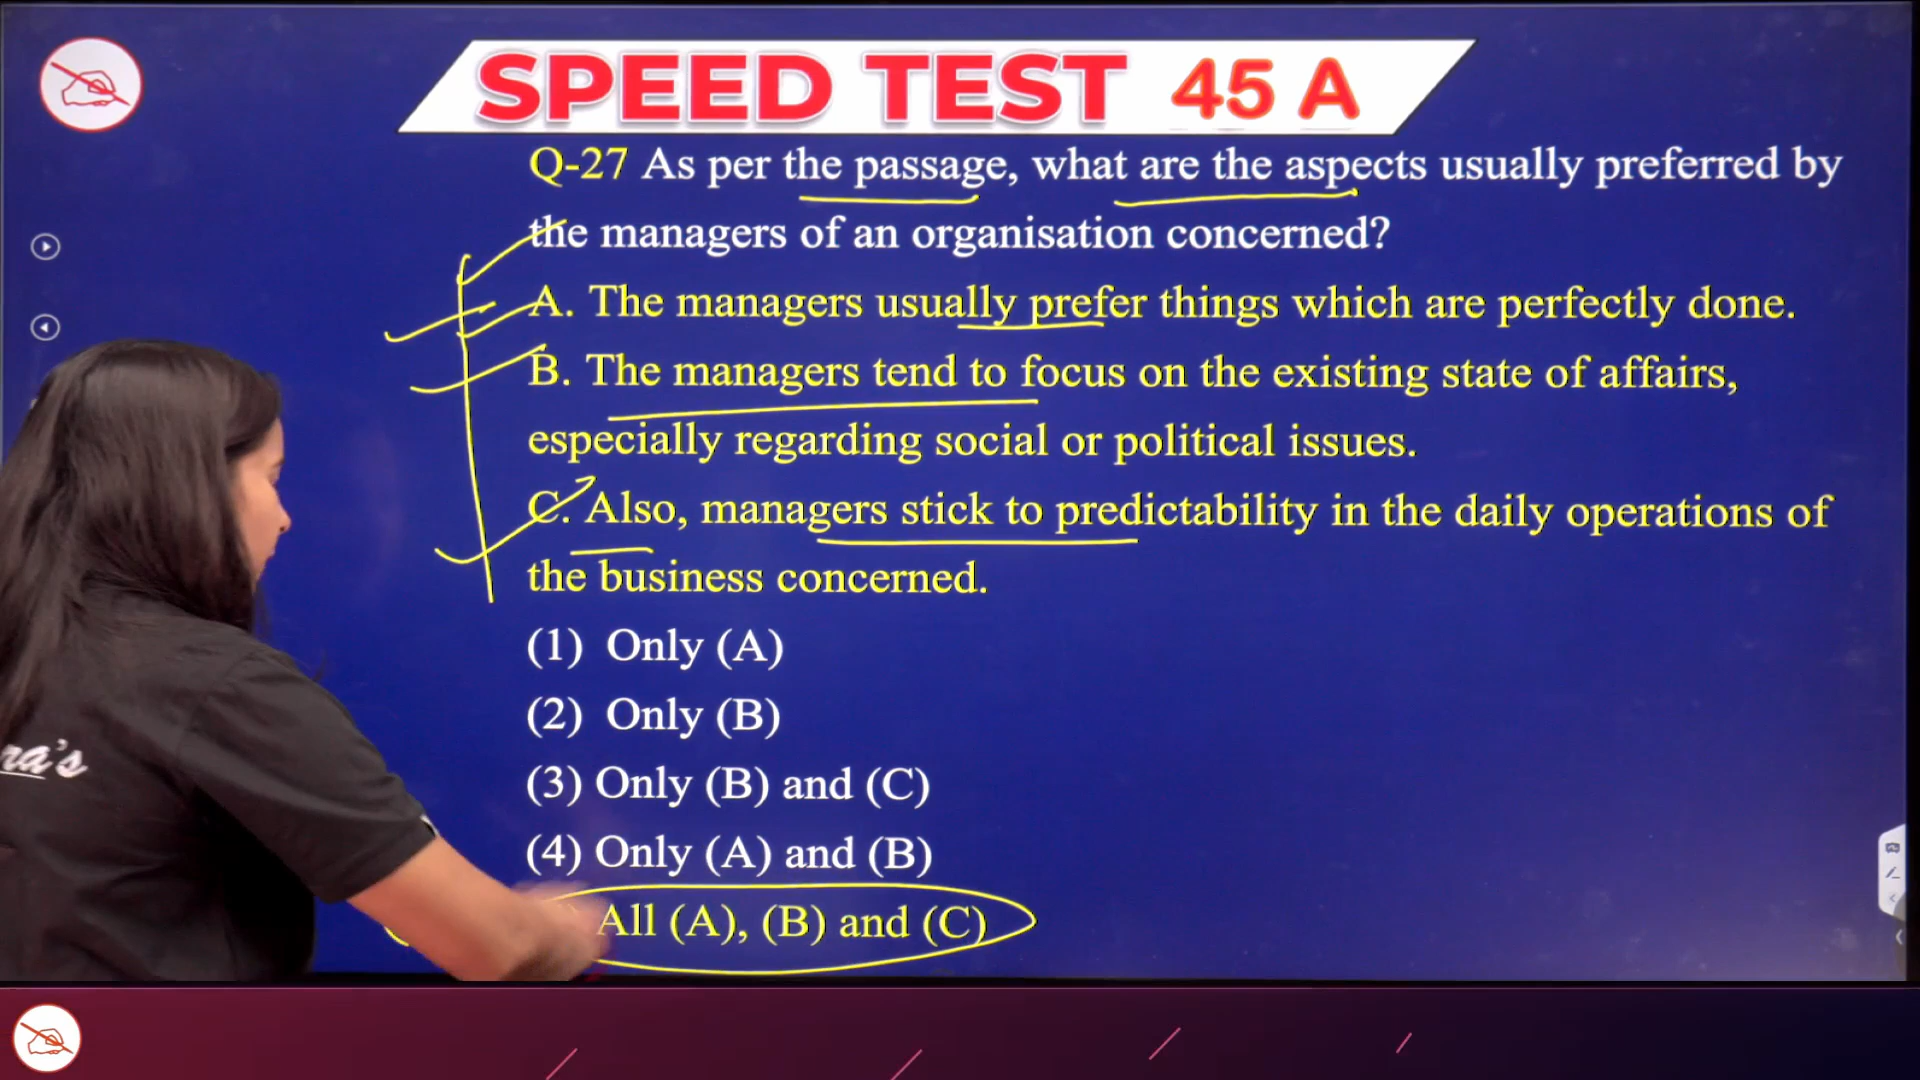 SPEED TEST 45 A
Q-27 As per the passage, what are the aspects usually preferred by
the managers of an organisation concerned?
A. The managers usually prefer things which are perfectly done.
B. The managers tend to focus on the existing state of affairs,
especially regarding social or political issues.
C. Also, managers stick to predictability in the daily operations of
the business concerned.
(1) Only (A)
(2) Only (B)
(3) Only (B) and (C)
(4) Only (A) and (B)
All (A), (B) and (C)
ra's